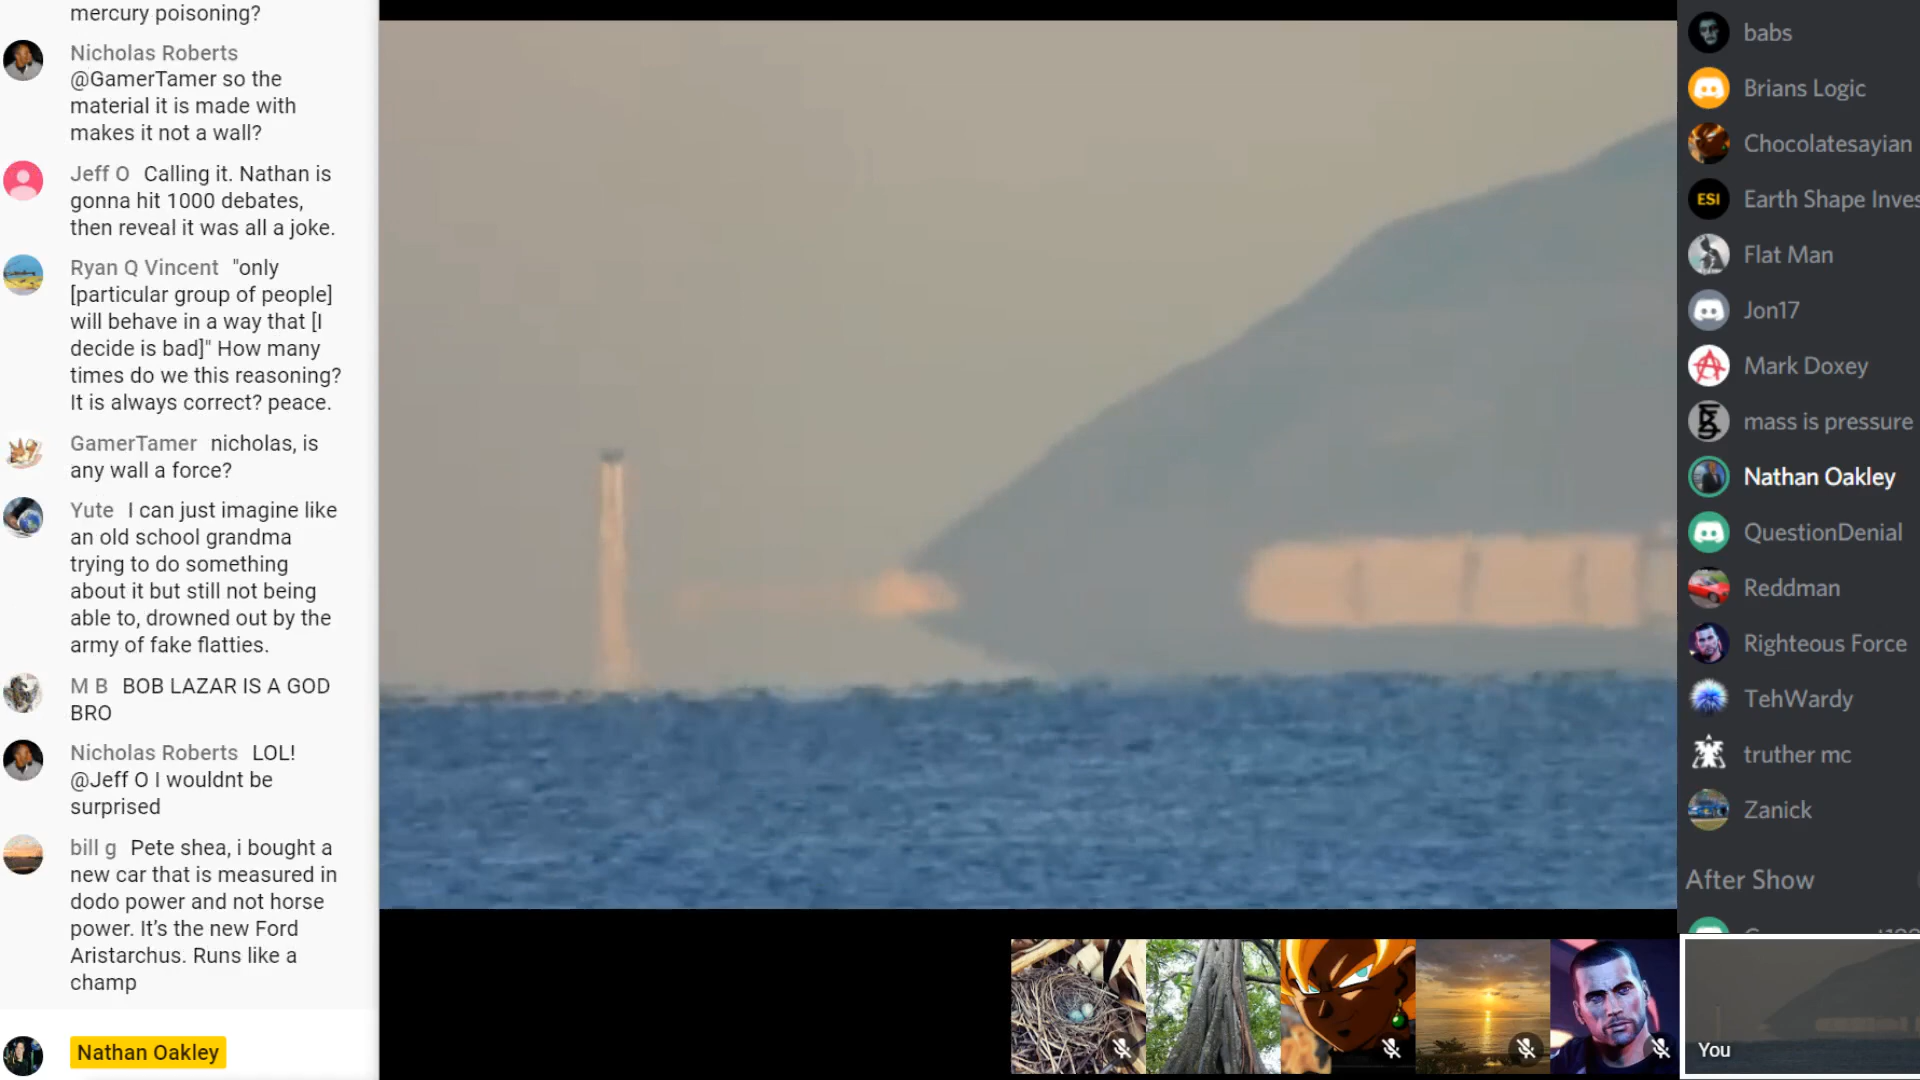 mercury poisoning?
Nicholas Roberts
@GamerTamer so the
material it is made with
makes it not a wall?
Jeff O Calling it. Nathan is
gonna hit 1000 debates,
then reveal it was all a joke.
Ryan Q Vincent "only
[particular group of people]
will behave in a way that [I
decide is bad]" How many
times do we this reasoning?
It is always correct? peace.
GamerTamer nicholas, is
any wall a force?
Yute I can just imagine like
an old school grandma
trying to do something
about it but still not being
able to, drowned out by the
army of fake flatties.
M B BOB LAZAR IS A GOD
BRO
Nicholas Roberts LOL!
@Jeff O I wouldnt be
surprised
bill g Pete shea, i bought a
new car that is measured in
dodo power and not horse
power. It's the new Ford
Aristarchus. Runs like a
champ
Nathan Oakley
babs
Brians Logic
Chocolatesayian
ESI
Earth Shape Inves
Flat Man
Jon17
Mark Doxey
mass is pressure
Nathan Oakley
QuestionDenial
Reddman
Righteous Force
TehWardy
truther mc
Zanick
After Show
You